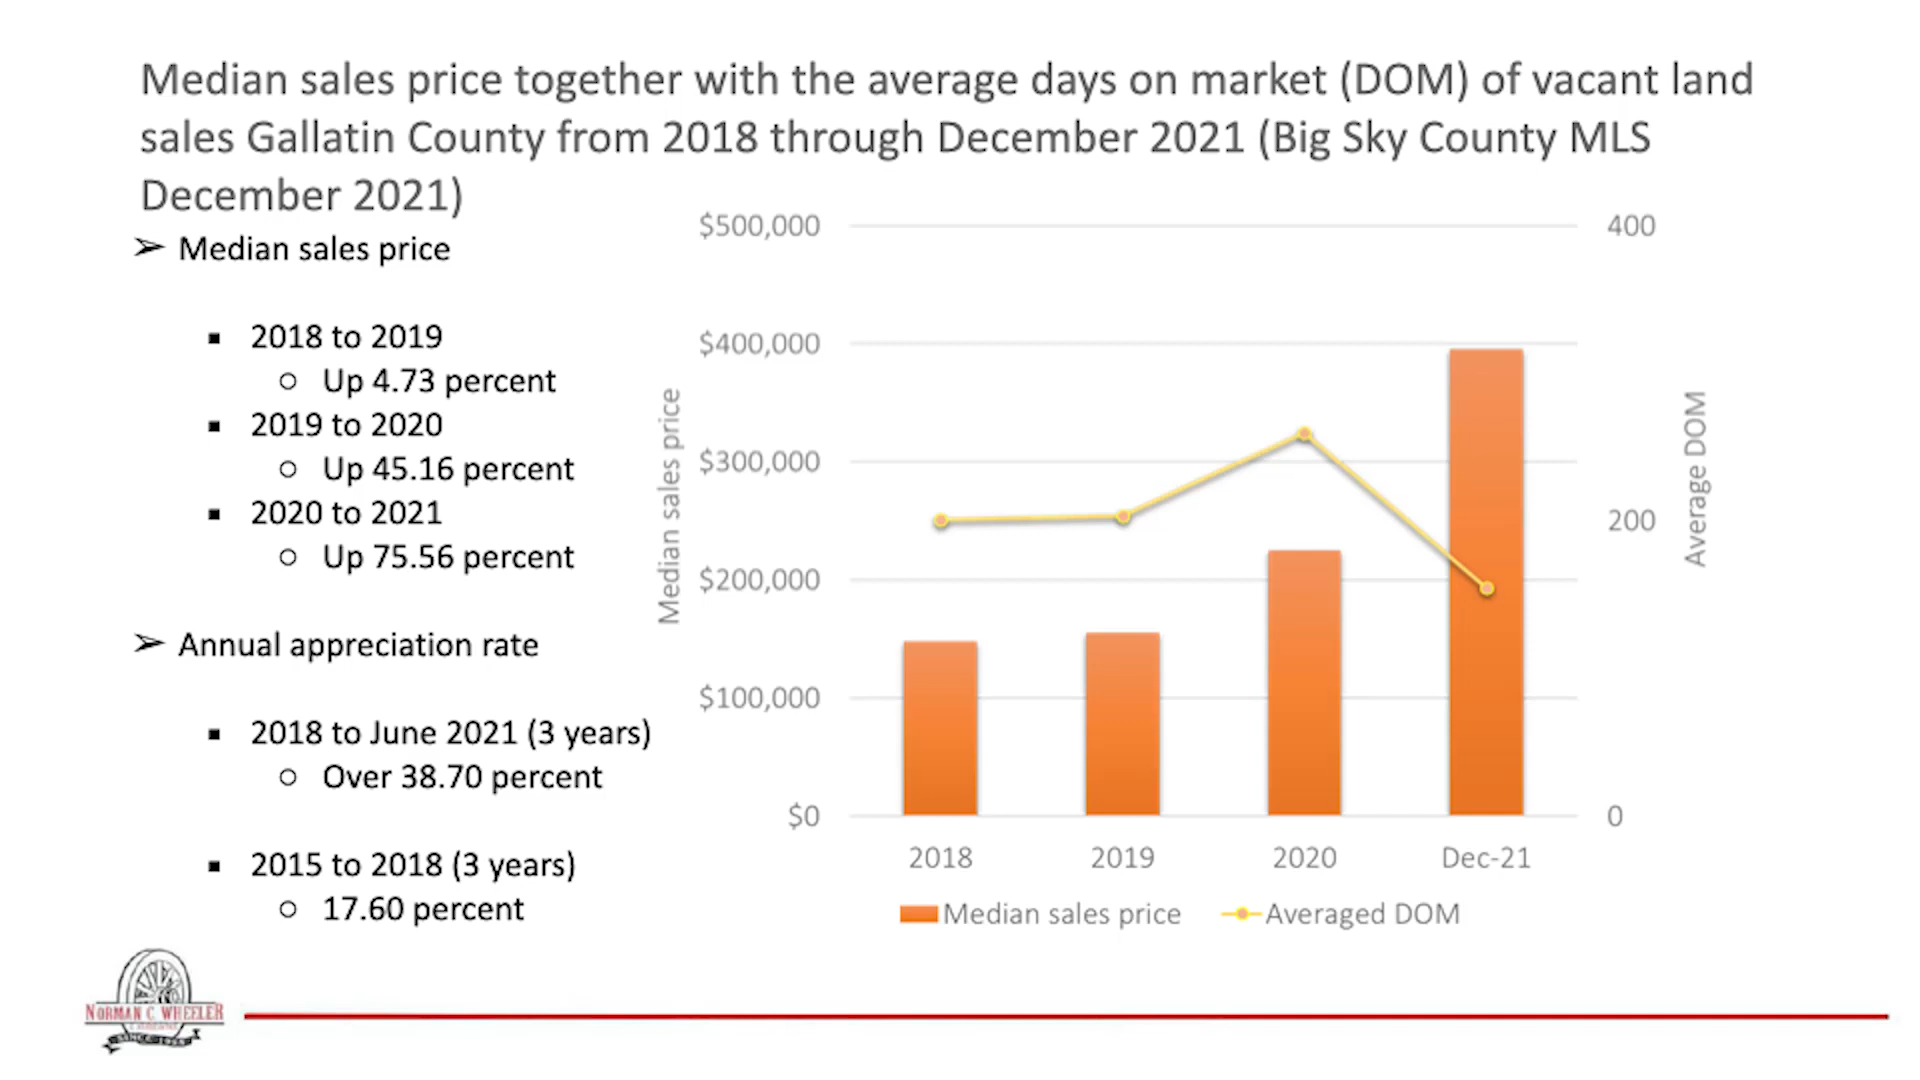 Median sales price together with the average days on market (DOM) of vacant land
sales Gallatin County from 2018 through December 2021 (Big Sky County MLS
December 2021)
➢ Median sales price
▪ 2018 to 2019
○ Up 4.73 percent
▪ 2019 to 2020
○ Up 45.16 percent
▪ 2020 to 2021
○ Up 75.56 percent
➢ Annual appreciation rate
▪ 2018 to June 2021 (3 years)
○ Over 38.70 percent
▪ 2015 to 2018 (3 years)
○ 17.60 percent
Median sales price
$500,000
$400,000
$300,000
$200,000
$100,000
$0
400
200
0
Average DOM
2018 2019 2020 Dec-21
Median sales price Averaged DOM
NORMAN C. WHEELER